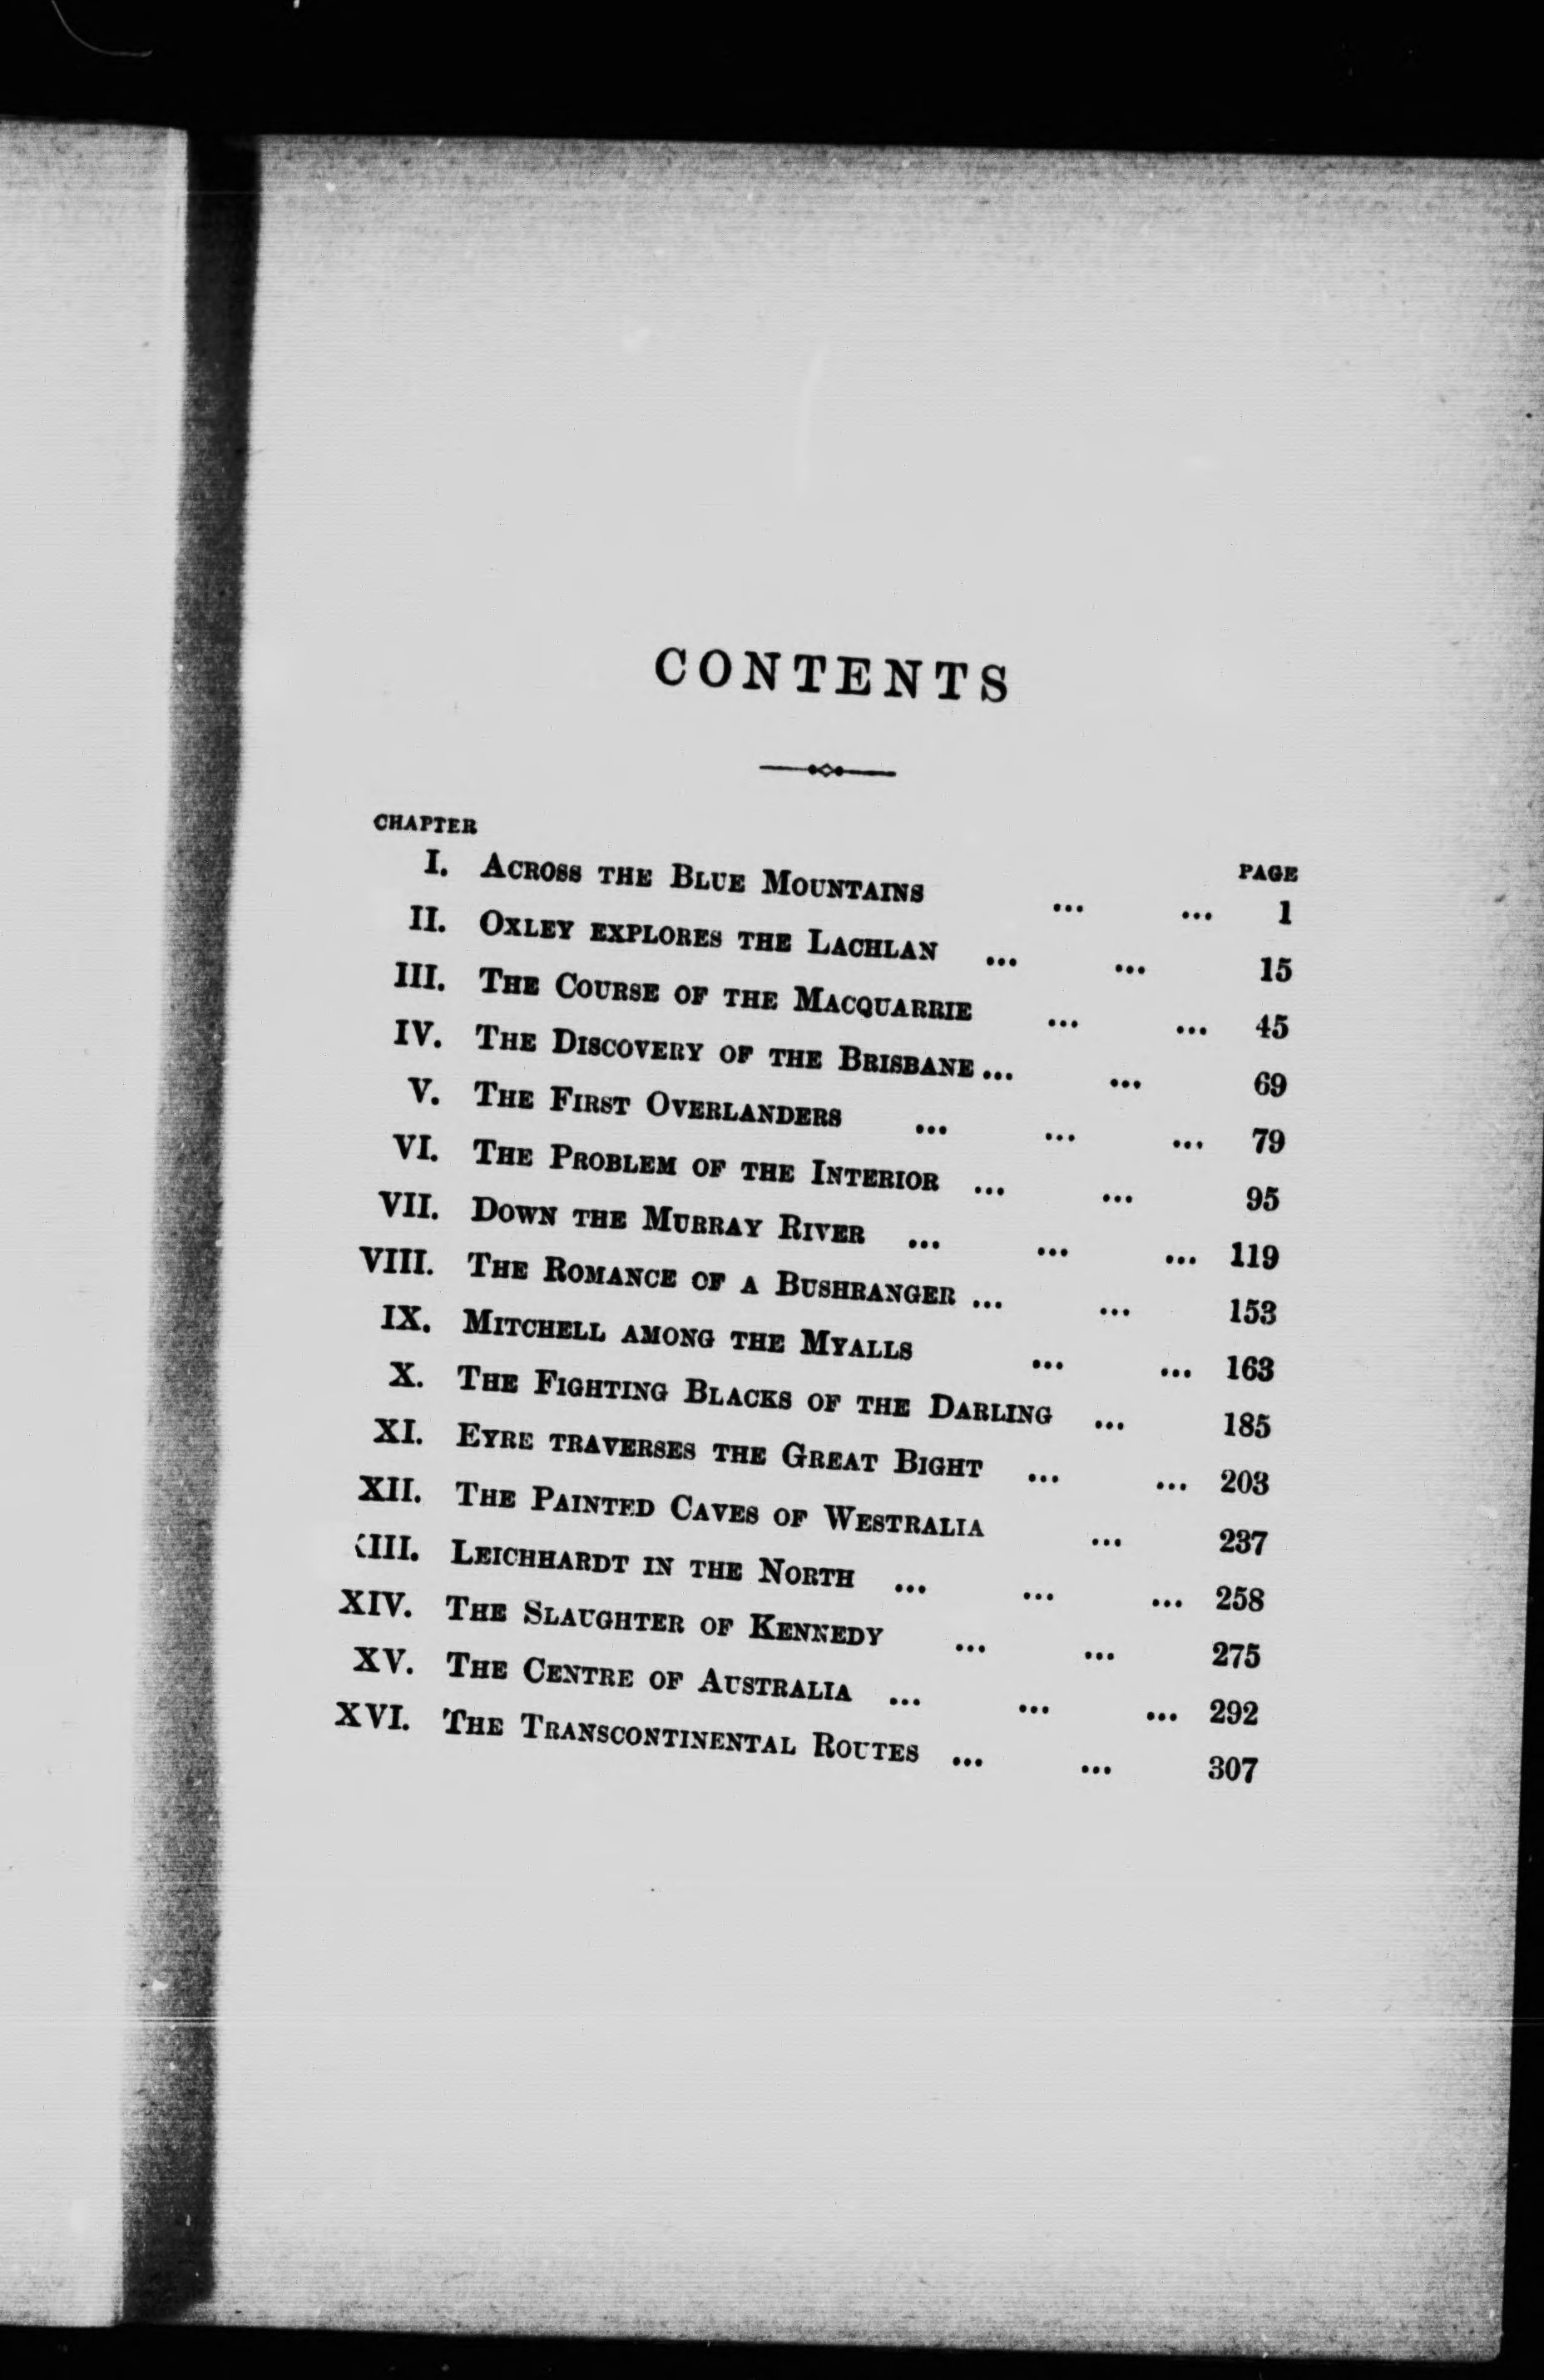 CONTENTS
CHAPTER PAGE
I. ACROSS THE BLUE MOUNTAINS ... ... 1
II. OXLEY EXPLORES THE LACHLAN ... ... 15
III. THE COURSE OF THE MACQUARRIE ... ... 45
IV. THE DISCOVERY OF THE BRISBANE ... ... 69
V. THE FIRST OVERLANDERS ... ... ... 79
VI. THE PROBLEM OF THE INTERIOR ... ... 95
VII. DOWN THE MURRAY RIVER ... ... ... 119
VIII. THE ROMANCE OF A BUSHRANGER ... ... 153
IX. MITCHELL AMONG THE MYALLS ... ... 163
X. THE FIGHTING BLACKS OF THE DARLING ... 185
XI. EYRE TRAVERSES THE GREAT BIGHT ... ... 203
XII. THE PAINTED CAVES OF WESTRALIA ... 237
XIII. LEICHHARDT IN THE NORTH ... ... ... 258
XIV. THE SLAUGHTER OF KENNEDY ... ... 275
XV. THE CENTRE OF AUSTRALIA ... ... ... 292
XVI. THE TRANSCONTINENTAL ROUTES ... ... 307